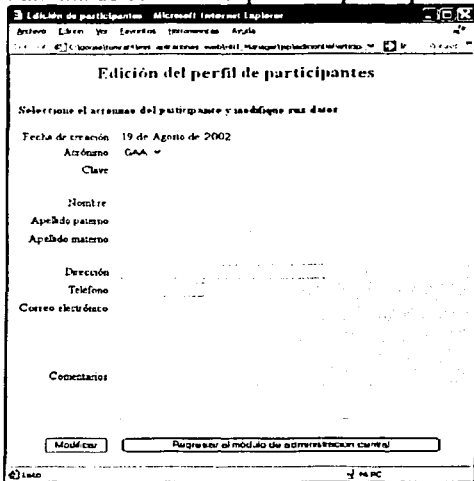 Edición de participantes - Microsoft Internet Explorer
Archivo Edición Ver Favoritos Herramientas Ayuda
Edición del perfil de participantes
Seleccione el acrónimo del participante y modifique sus datos
Fecha de creación 19 de Agosto de 2002
Acrónimo GAA
Clave
Nombre
Apellido paterno
Apellido materno
Dirección
Teléfono
Correo electrónico
Comentarios
Modificar Regresar al módulo de administración central
Listo Mi PC